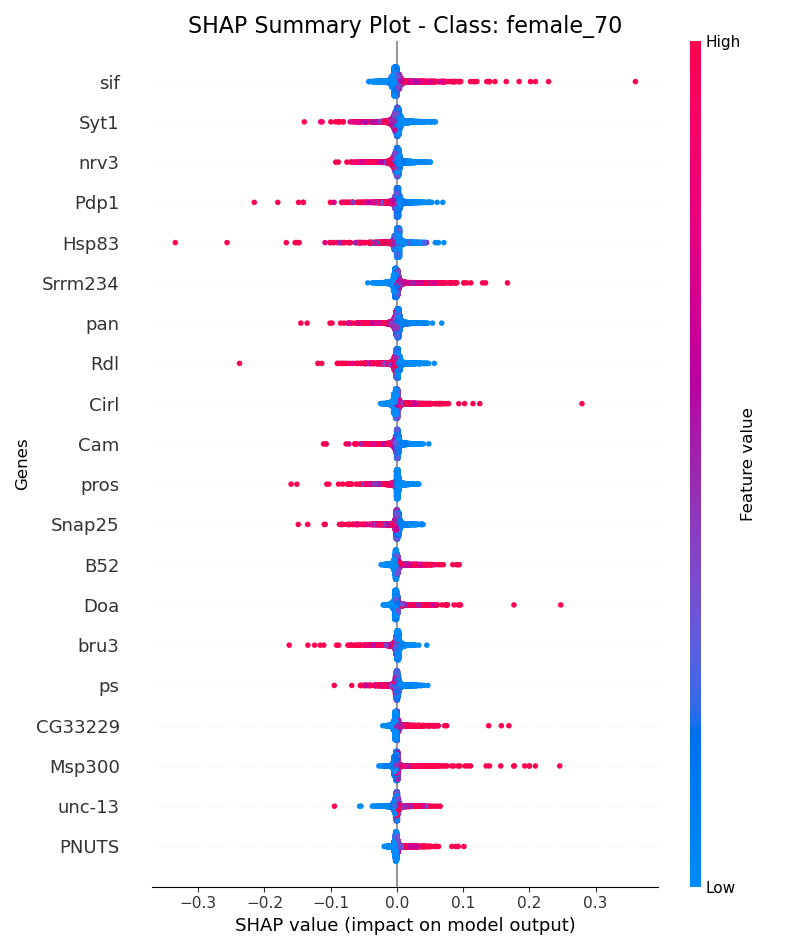 SHAP Summary Plot - Class: female_70
High
sif
Syt1
nrv3
Pdp1
Hsp83
Srrm234
pan
Rdl
Cirl
Cam
pros
Snap25
B52
Doa
bru3
ps
CG33229
Msp300
unc-13
PNUTS
Genes
Feature value
Low
−0.3 −0.2 −0.1 0.0 0.1 0.2 0.3
SHAP value (impact on model output)